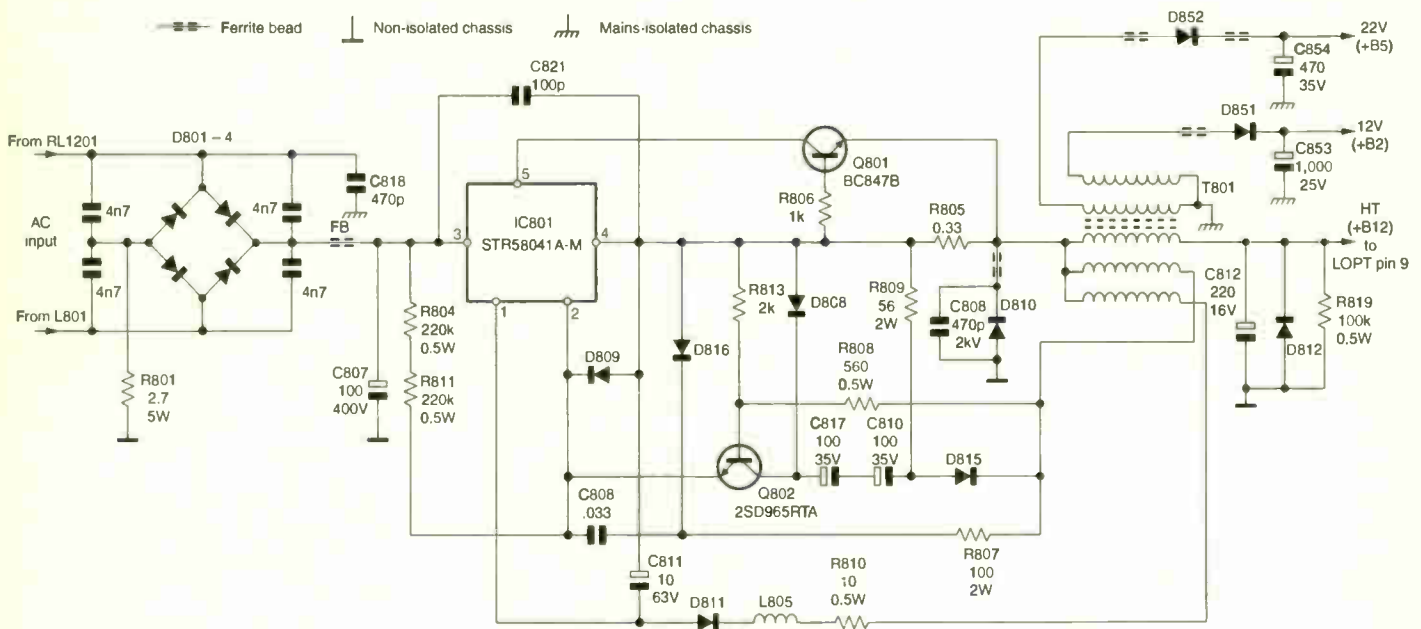 Ferrite bead
Non-isolated chassis
Mains-isolated chassis
D852
22V
(+B5)
C854
470
35V
C821
100p
From RL1201
D801 – 4
D851
12V
(+B2)
C853
1,000
25V
5
Q801
BC847B
C818
470p
T801
4n7
4n7
R806
1k
IC801
STR58041A-M
AC
input
FB
3
4
R805
0.33
HT
(+B12)
to
LOPT pin 9
4n7
4n7
R813
2k
D8C8
R809
56
2W
C808
470p
2kV
D810
C812
220
16V
R819
100k
0.5W
From L801
1
2
R804
220k
0.5W
D816
R808
560
0.5W
D812
D809
R801
2.7
5W
C807
100
400V
R811
220k
0.5W
C817
100
35V
C810
100
35V
D815
C808
.033
Q802
2SD965RTA
R807
100
2W
C811
10
63V
R810
10
0.5W
D811
L805